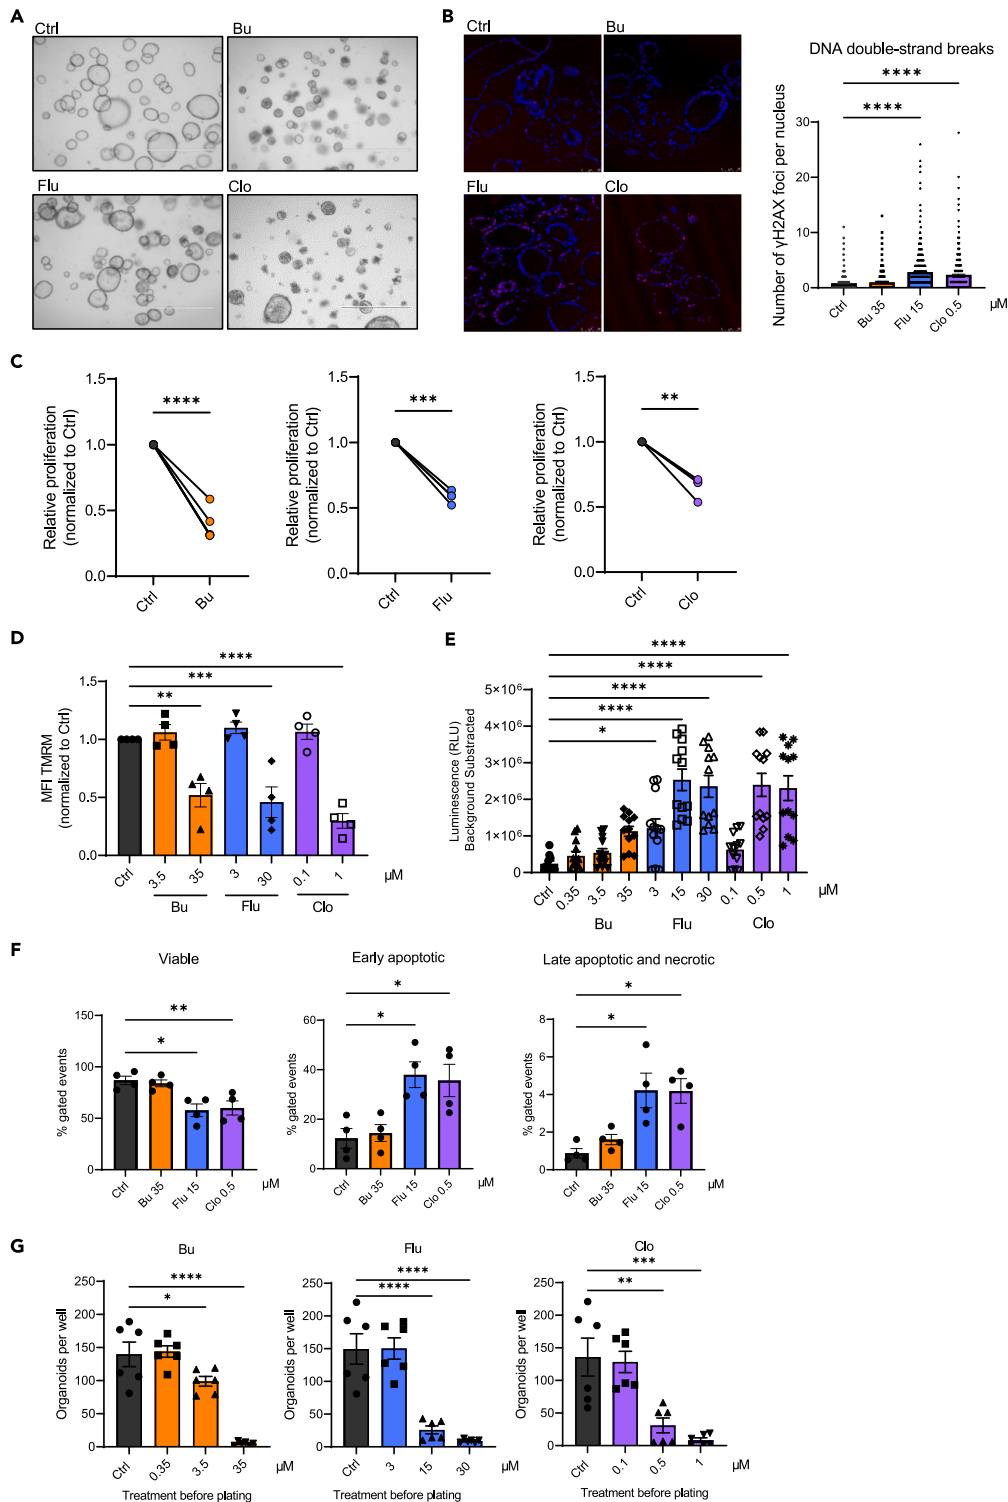 A
Ctrl
Bu
Flu
Clo
B
Ctrl
Bu
Flu
Clo
DNA double-strand breaks
****
****
Number of γH2AX foci per nucleus
30
20
10
0
Ctrl
Bu 35
Flu 15
Clo 0.5
μM
C
Relative proliferation
(normalized to Ctrl)
1.5
1.0
0.5
0.0
****
Ctrl
Bu
Relative proliferation
(normalized to Ctrl)
1.5
1.0
0.5
0.0
***
Ctrl
Flu
Relative proliferation
(normalized to Ctrl)
1.5
1.0
0.5
0.0
**
Ctrl
Clo
D
MFI TMRM
(normalized to Ctrl)
1.5
1.0
0.5
0.0
****
***
**
Ctrl
3.5
35
3
30
0.1
1
μM
Bu
Flu
Clo
E
Luminescence (RLU)
Background Substracted
5×10⁶
4×10⁶
3×10⁶
2×10⁶
1×10⁶
0
****
****
****
****
*
Ctrl
0.35
3.5
35
3
15
30
0.1
0.5
1
μM
Bu
Flu
Clo
F
Viable
% gated events
150
100
50
0
**
*
Ctrl
Bu 35
Flu 15
Clo 0.5
μM
Early apoptotic
% gated events
60
40
20
0
*
*
Ctrl
Bu 35
Flu 15
Clo 0.5
μM
Late apoptotic and necrotic
% gated events
8
6
4
2
0
*
*
Ctrl
Bu 35
Flu 15
Clo 0.5
μM
G
Bu
Organoids per well
250
200
150
100
50
0
****
*
Ctrl
0.35
3.5
35
μM
Treatment before plating
Flu
Organoids per well
250
200
150
100
50
0
****
****
Ctrl
3
15
30
μM
Treatment before plating
Clo
Organoids per well
250
200
150
100
50
0
***
**
Ctrl
0.1
0.5
1
μM
Treatment before plating